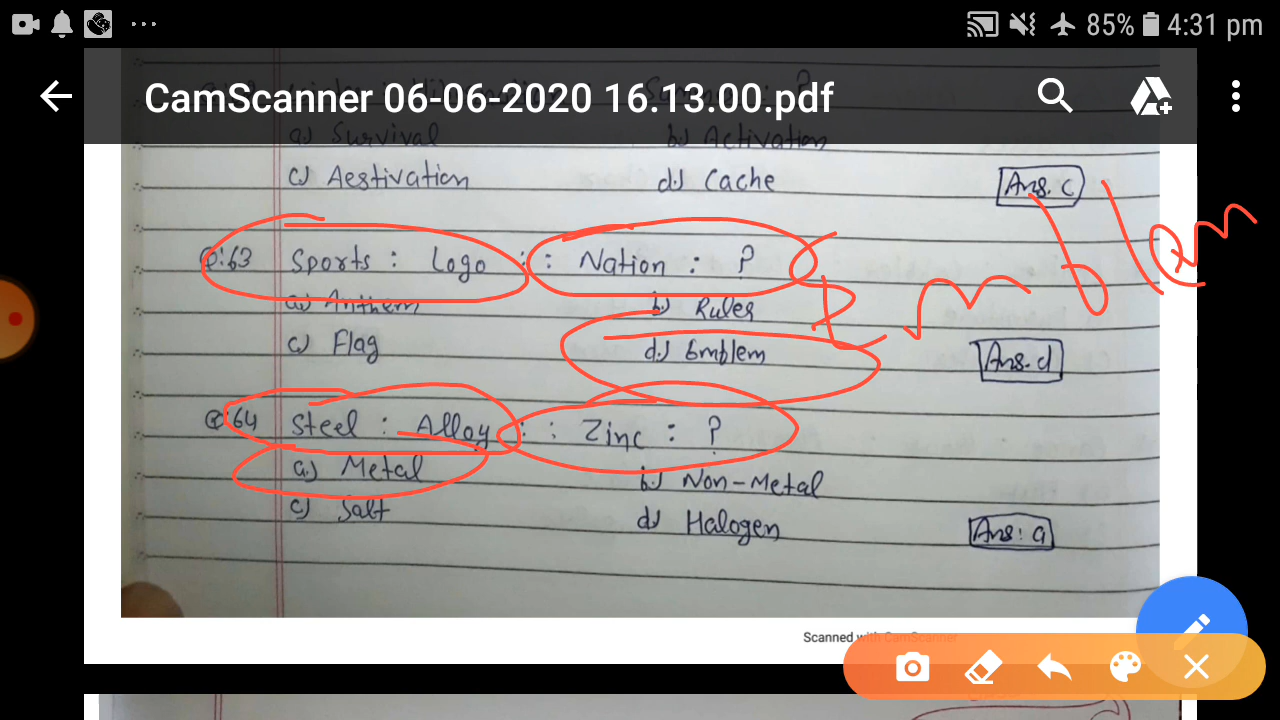 85% 4:31 pm
CamScanner 06-06-2020 16.13.00.pdf
a.) Survival b.) Activation
c.) Aestivation d.) Cache Ans. c
Q:63 Sports : Logo :: Nation : ?
a.) Anthem b.) Rules
c.) Flag d.) Emblem Ans. d
Emblem
Q:64 Steel : Alloy :: Zinc : ?
a.) Metal b.) Non-Metal
c.) Salt d.) Halogen Ans: a
Scanned with CamScanner